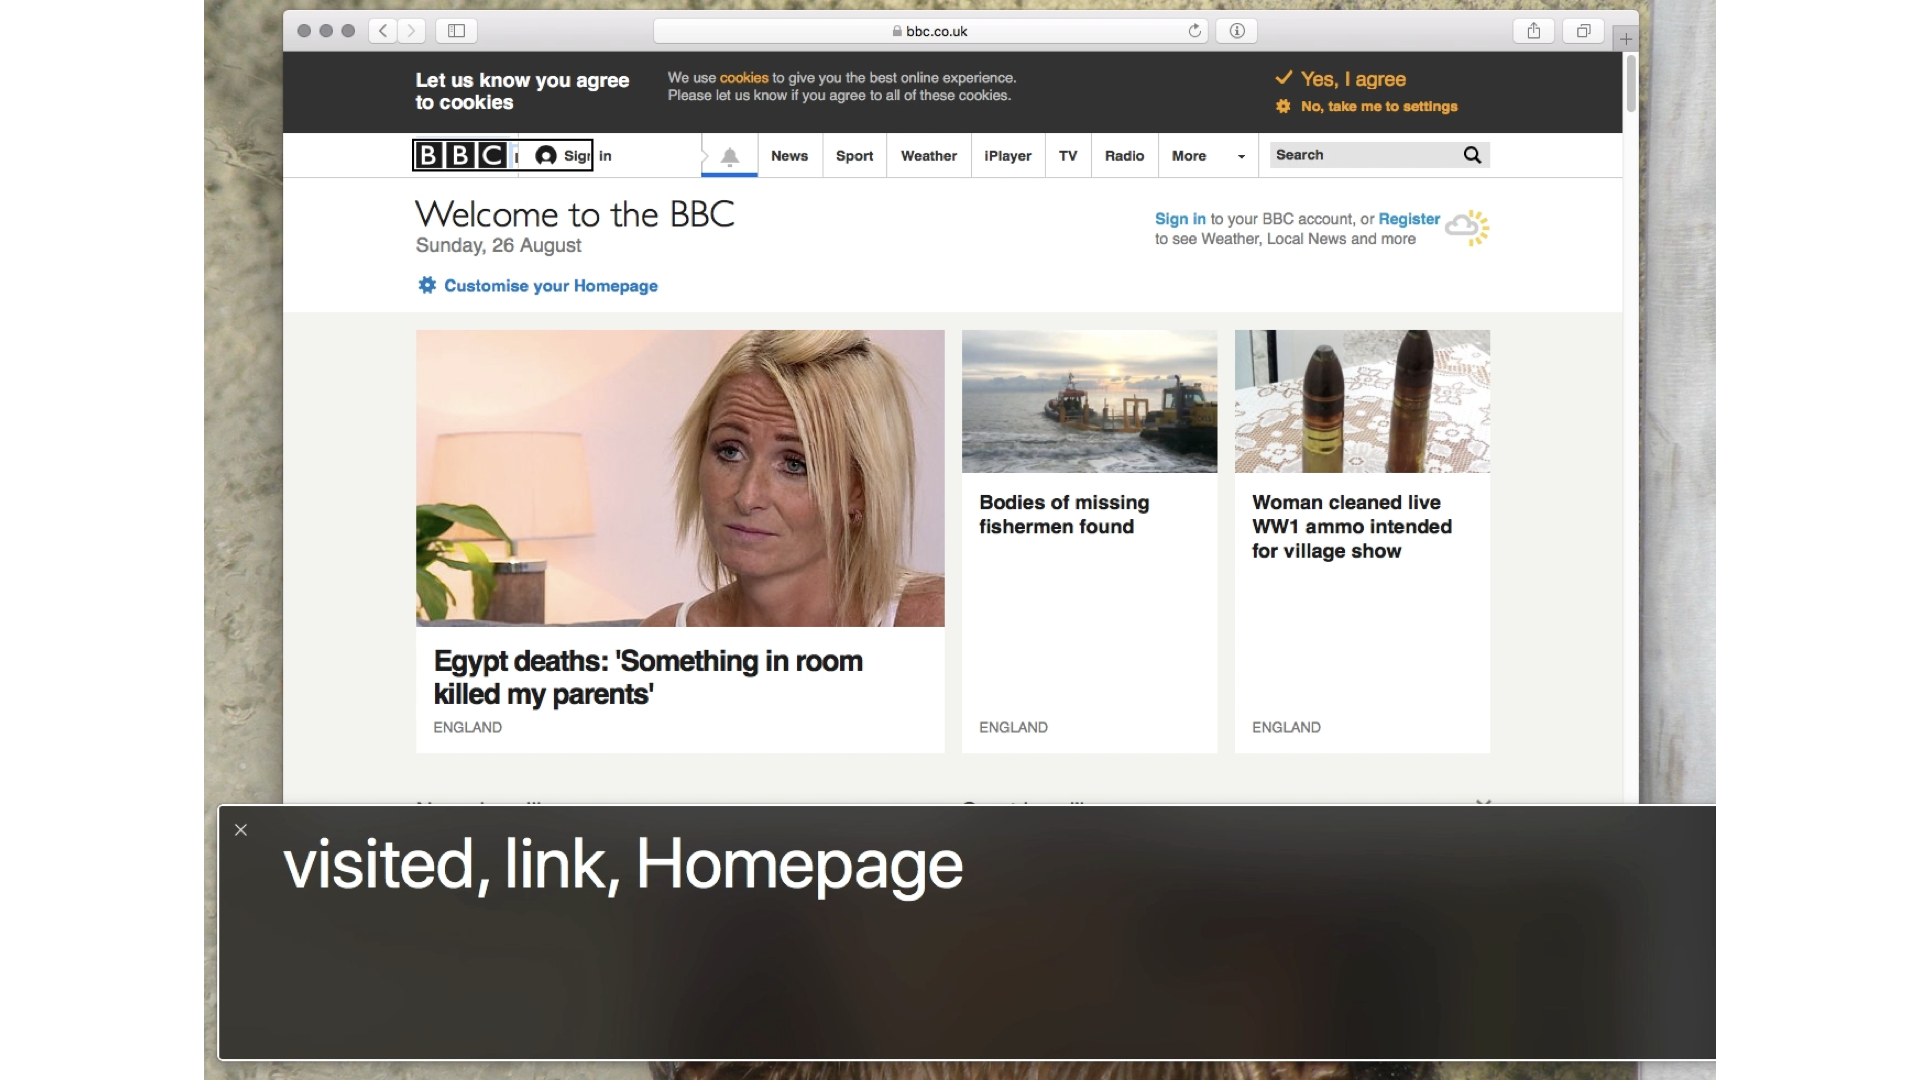 bbc.co.uk
Let us know you agree
to cookies
We use cookies to give you the best online experience.
Please let us know if you agree to all of these cookies.
Yes, I agree
No, take me to settings
BBC
Sign in
News
Sport
Weather
iPlayer
TV
Radio
More
Search
Welcome to the BBC
Sunday, 26 August
Sign in to your BBC account, or Register
to see Weather, Local News and more
Customise your Homepage
Egypt deaths: 'Something in room
killed my parents'
ENGLAND
Bodies of missing
fishermen found
ENGLAND
Woman cleaned live
WW1 ammo intended
for village show
ENGLAND
visited, link, Homepage